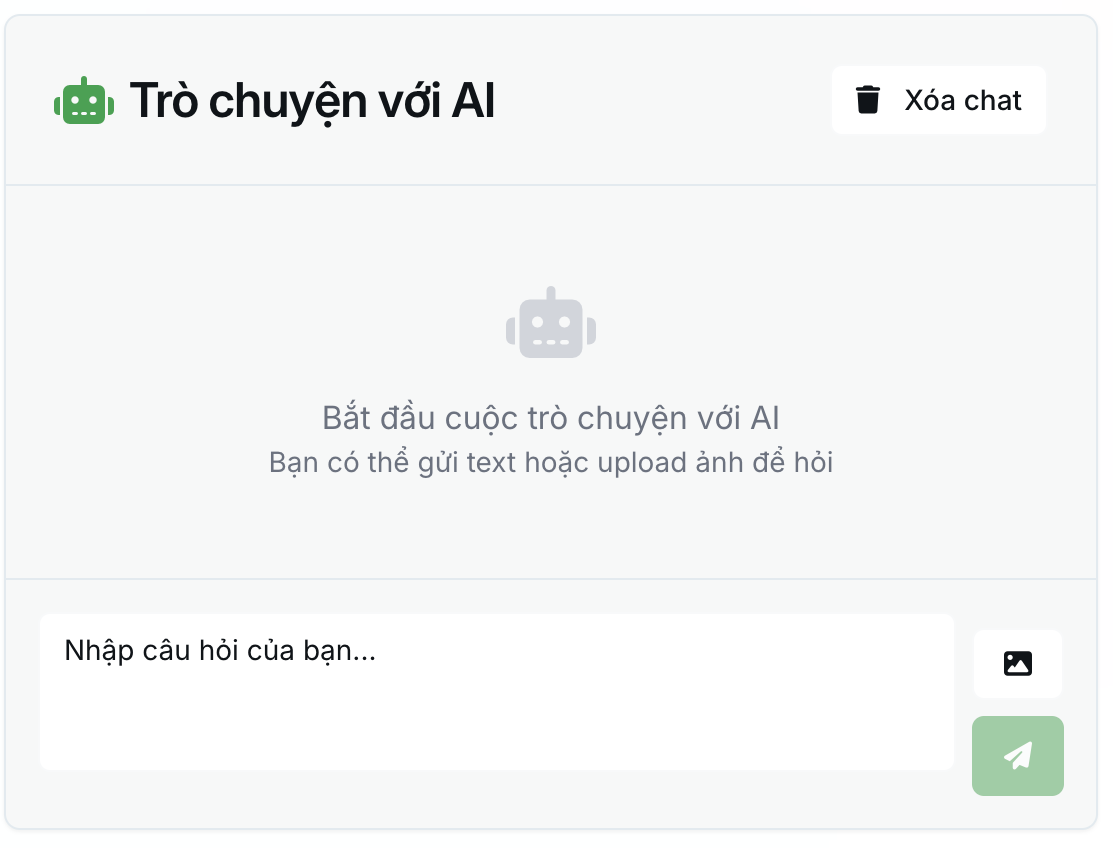 Trò chuyện với AI
Xóa chat
Bắt đầu cuộc trò chuyện với AI
Bạn có thể gửi text hoặc upload ảnh để hỏi
Nhập câu hỏi của bạn...